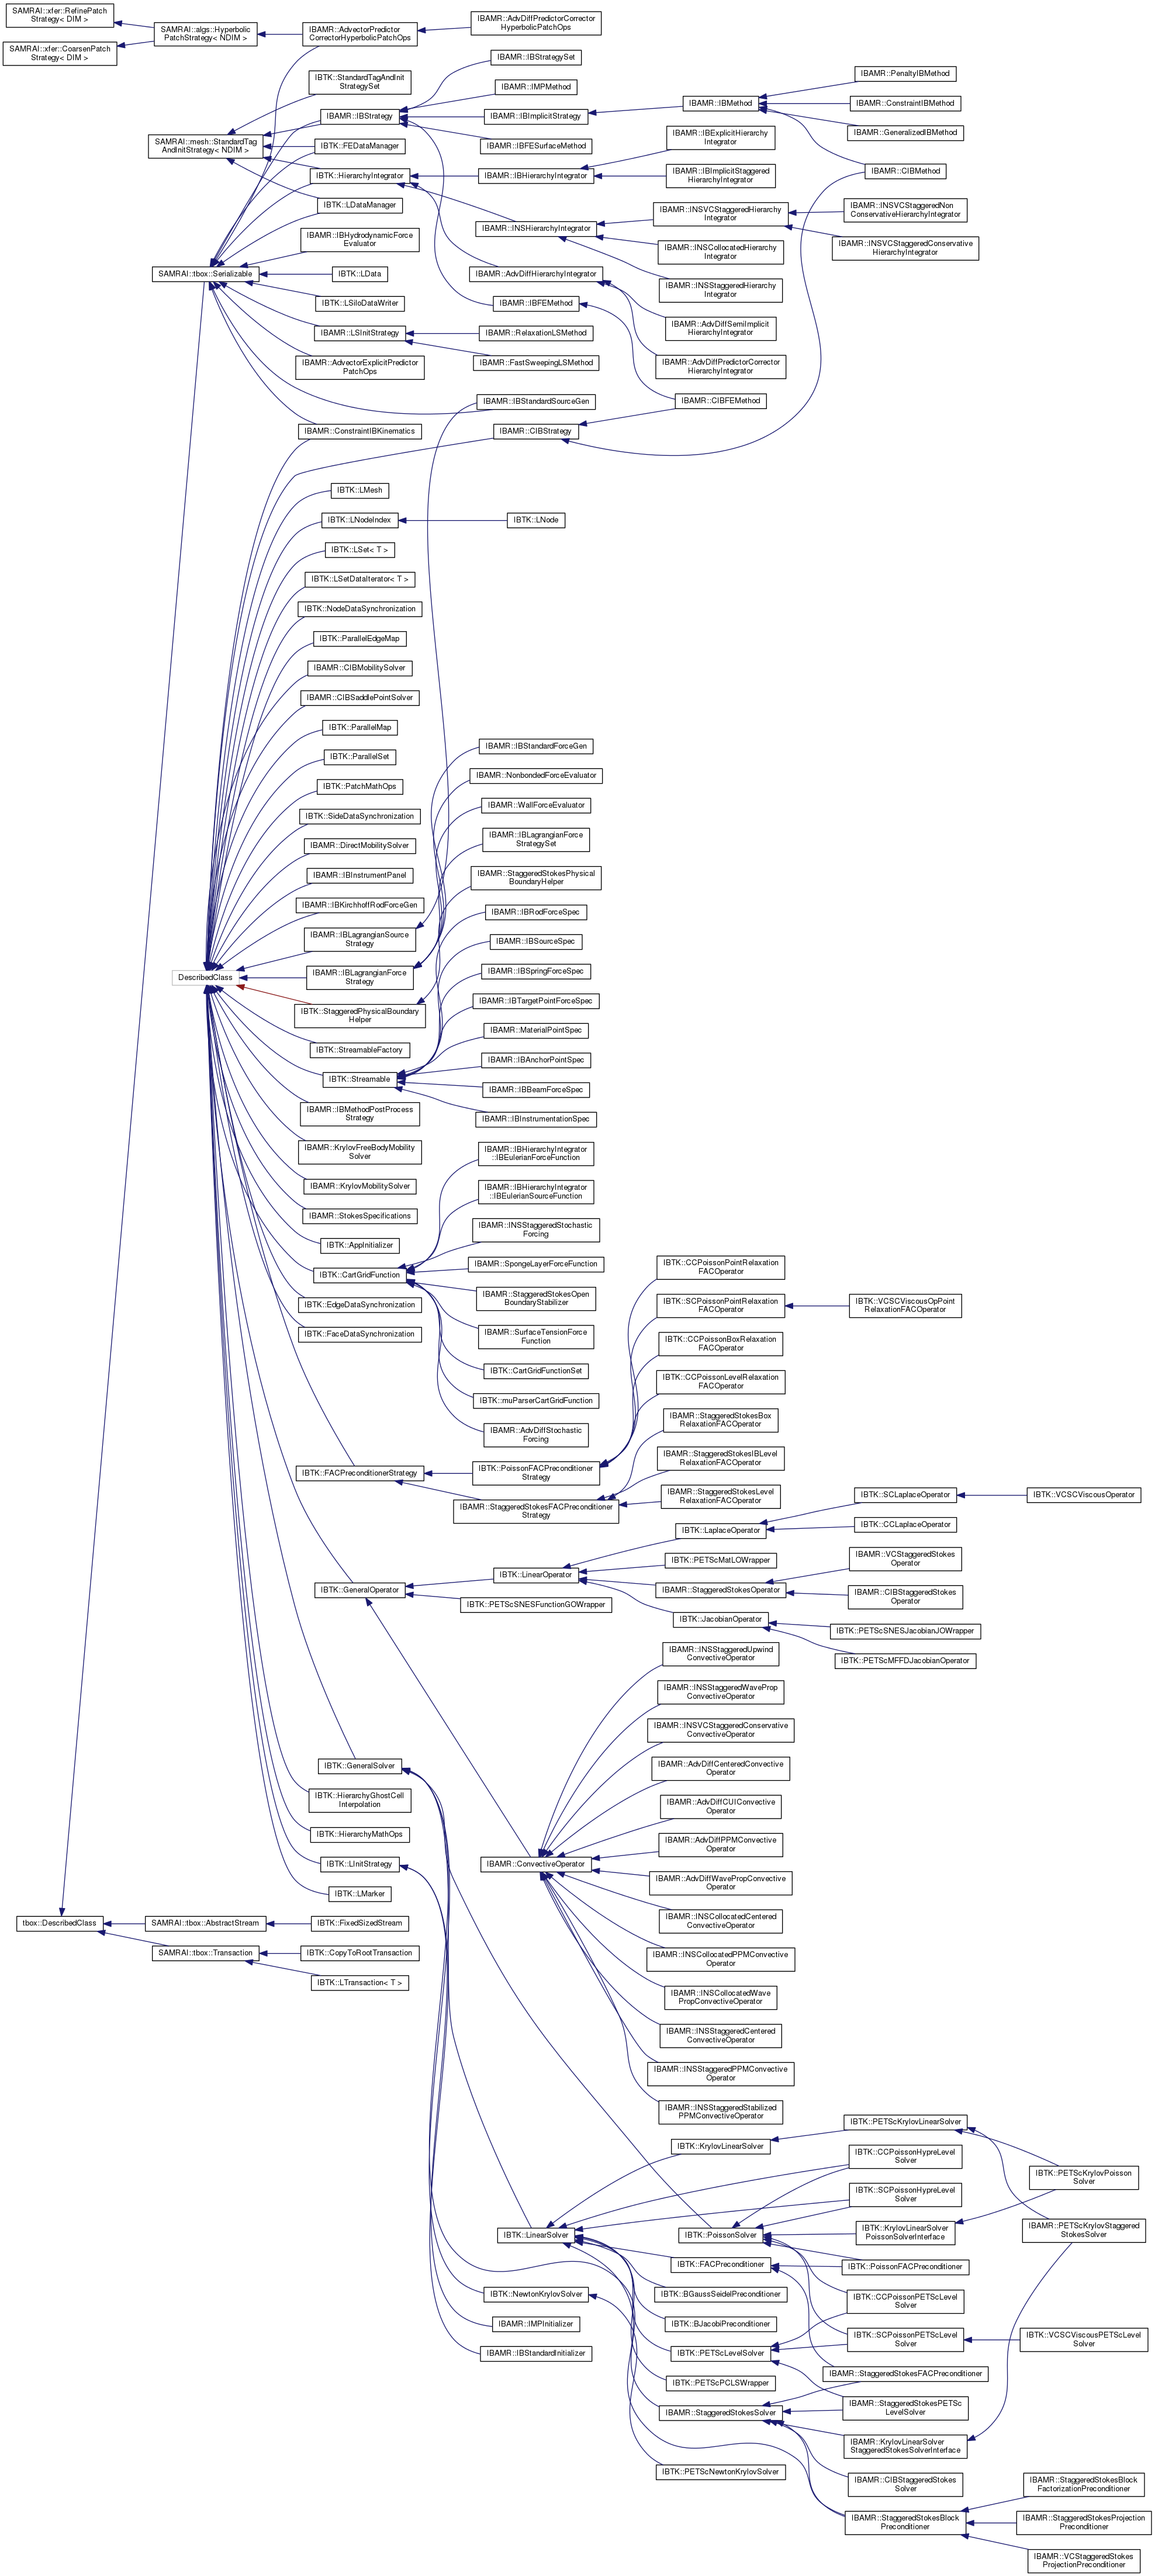 SAMRAI::xfer::RefinePatch
Strategy< DIM >
SAMRAI::xfer::CoarsenPatch
Strategy< DIM >
SAMRAI::algs::Hyperbolic
PatchStrategy< NDIM >
IBAMR::AdvectorPredictor
CorrectorHyperbolicPatchOps
IBAMR::AdvDiffPredictorCorrector
HyperbolicPatchOps
SAMRAI::mesh::StandardTag
AndInitStrategy< NDIM >
SAMRAI::tbox::Serializable
IBTK::StandardTagAndInit
StrategySet
IBAMR::IBStrategy
IBTK::FEDataManager
IBTK::HierarchyIntegrator
IBTK::LDataManager
IBAMR::IBHydrodynamicForce
Evaluator
IBTK::LData
IBTK::LSiloDataWriter
IBAMR::LSInitStrategy
IBAMR::AdvectorExplicitPredictor
PatchOps
IBAMR::IBStrategySet
IBAMR::IMPMethod
IBAMR::IBImplicitStrategy
IBAMR::IBFESurfaceMethod
IBAMR::IBHierarchyIntegrator
IBAMR::INSHierarchyIntegrator
IBAMR::AdvDiffHierarchyIntegrator
IBAMR::IBFEMethod
IBAMR::RelaxationLSMethod
IBAMR::FastSweepingLSMethod
IBAMR::IBStandardSourceGen
IBAMR::CIBStrategy
IBAMR::IBMethod
IBAMR::IBExplicitHierarchy
Integrator
IBAMR::IBImplicitStaggered
HierarchyIntegrator
IBAMR::INSVCStaggeredHierarchy
Integrator
IBAMR::INSCollocatedHierarchy
Integrator
IBAMR::INSStaggeredHierarchy
Integrator
IBAMR::AdvDiffSemiImplicit
HierarchyIntegrator
IBAMR::AdvDiffPredictorCorrector
HierarchyIntegrator
IBAMR::CIBFEMethod
IBAMR::PenaltyIBMethod
IBAMR::ConstraintIBMethod
IBAMR::GeneralizedIBMethod
IBAMR::CIBMethod
IBAMR::INSVCStaggeredNon
ConservativeHierarchyIntegrator
IBAMR::INSVCStaggeredConservative
HierarchyIntegrator
IBAMR::ConstraintIBKinematics
IBTK::LMesh
IBTK::LNodeIndex
IBTK::LNode
IBTK::LSet< T >
IBTK::LSetDataIterator< T >
IBTK::NodeDataSynchronization
IBTK::ParallelEdgeMap
IBAMR::CIBMobilitySolver
IBAMR::CIBSaddlePointSolver
IBTK::ParallelMap
IBTK::ParallelSet
IBTK::PatchMathOps
IBTK::SideDataSynchronization
IBAMR::DirectMobilitySolver
IBAMR::IBInstrumentPanel
IBAMR::IBKirchhoffRodForceGen
IBAMR::IBLagrangianSource
Strategy
DescribedClass
IBAMR::IBLagrangianForce
Strategy
IBTK::StaggeredPhysicalBoundary
Helper
IBTK::StreamableFactory
IBTK::Streamable
IBAMR::IBMethodPostProcess
Strategy
IBAMR::KrylovFreeBodyMobility
Solver
IBAMR::KrylovMobilitySolver
IBAMR::StokesSpecifications
IBTK::AppInitializer
IBTK::CartGridFunction
IBTK::EdgeDataSynchronization
IBTK::FaceDataSynchronization
IBAMR::IBStandardForceGen
IBAMR::NonbondedForceEvaluator
IBAMR::WallForceEvaluator
IBAMR::IBLagrangianForce
StrategySet
IBAMR::StaggeredStokesPhysical
BoundaryHelper
IBAMR::IBRodForceSpec
IBAMR::IBSourceSpec
IBAMR::IBSpringForceSpec
IBAMR::IBTargetPointForceSpec
IBAMR::MaterialPointSpec
IBAMR::IBAnchorPointSpec
IBAMR::IBBeamForceSpec
IBAMR::IBInstrumentationSpec
IBAMR::IBHierarchyIntegrator
::IBEulerianForceFunction
IBAMR::IBHierarchyIntegrator
::IBEulerianSourceFunction
IBAMR::INSStaggeredStochastic
Forcing
IBAMR::SpongeLayerForceFunction
IBAMR::StaggeredStokesOpen
BoundaryStabilizer
IBAMR::SurfaceTensionForce
Function
IBTK::CartGridFunctionSet
IBTK::muParserCartGridFunction
IBAMR::AdvDiffStochastic
Forcing
IBTK::FACPreconditionerStrategy
IBTK::PoissonFACPreconditioner
Strategy
IBAMR::StaggeredStokesFACPreconditioner
Strategy
IBTK::CCPoissonPointRelaxation
FACOperator
IBTK::SCPoissonPointRelaxation
FACOperator
IBTK::VCSCViscousOpPoint
RelaxationFACOperator
IBTK::CCPoissonBoxRelaxation
FACOperator
IBTK::CCPoissonLevelRelaxation
FACOperator
IBAMR::StaggeredStokesBox
RelaxationFACOperator
IBAMR::StaggeredStokesIBLevel
RelaxationFACOperator
IBAMR::StaggeredStokesLevel
RelaxationFACOperator
IBTK::GeneralOperator
IBTK::LinearOperator
IBTK::PETScSNESFunctionGOWrapper
IBTK::LaplaceOperator
IBTK::PETScMatLOWrapper
IBAMR::StaggeredStokesOperator
IBTK::JacobianOperator
IBTK::SCLaplaceOperator
IBTK::VCSCViscousOperator
IBTK::CCLaplaceOperator
IBAMR::VCStaggeredStokes
Operator
IBAMR::CIBStaggeredStokes
Operator
IBTK::PETScSNESJacobianJOWrapper
IBTK::PETScMFFDJacobianOperator
IBAMR::ConvectiveOperator
IBAMR::INSStaggeredUpwind
ConvectiveOperator
IBAMR::INSStaggeredWaveProp
ConvectiveOperator
IBAMR::INSVCStaggeredConservative
ConvectiveOperator
IBAMR::AdvDiffCenteredConvective
Operator
IBAMR::AdvDiffCUIConvective
Operator
IBAMR::AdvDiffPPMConvective
Operator
IBAMR::AdvDiffWavePropConvective
Operator
IBAMR::INSCollocatedCentered
ConvectiveOperator
IBAMR::INSCollocatedPPMConvective
Operator
IBAMR::INSCollocatedWave
PropConvectiveOperator
IBAMR::INSStaggeredCentered
ConvectiveOperator
IBAMR::INSStaggeredPPMConvective
Operator
IBAMR::INSStaggeredStabilized
PPMConvectiveOperator
IBTK::GeneralSolver
IBTK::HierarchyGhostCell
Interpolation
IBTK::HierarchyMathOps
IBTK::LInitStrategy
IBTK::LMarker
tbox::DescribedClass
SAMRAI::tbox::AbstractStream
IBTK::FixedSizedStream
SAMRAI::tbox::Transaction
IBTK::CopyToRootTransaction
IBTK::LTransaction< T >
IBTK::LinearSolver
IBTK::NewtonKrylovSolver
IBAMR::IMPInitializer
IBAMR::IBStandardInitializer
IBTK::KrylovLinearSolver
IBTK::PoissonSolver
IBTK::FACPreconditioner
IBTK::BGaussSeidelPreconditioner
IBTK::BJacobiPreconditioner
IBTK::PETScLevelSolver
IBTK::PETScPCLSWrapper
IBAMR::StaggeredStokesSolver
IBTK::PETScNewtonKrylovSolver
IBTK::PETScKrylovLinearSolver
IBTK::CCPoissonHypreLevel
Solver
IBTK::SCPoissonHypreLevel
Solver
IBTK::KrylovLinearSolver
PoissonSolverInterface
IBTK::PoissonFACPreconditioner
IBTK::CCPoissonPETScLevel
Solver
IBTK::SCPoissonPETScLevel
Solver
IBAMR::StaggeredStokesFACPreconditioner
IBAMR::StaggeredStokesPETSc
LevelSolver
IBAMR::KrylovLinearSolver
StaggeredStokesSolverInterface
IBAMR::CIBStaggeredStokes
Solver
IBAMR::StaggeredStokesBlock
Preconditioner
IBTK::PETScKrylovPoisson
Solver
IBAMR::PETScKrylovStaggered
StokesSolver
IBTK::VCSCViscousPETScLevel
Solver
IBAMR::StaggeredStokesBlock
FactorizationPreconditioner
IBAMR::StaggeredStokesProjection
Preconditioner
IBAMR::VCStaggeredStokes
ProjectionPreconditioner